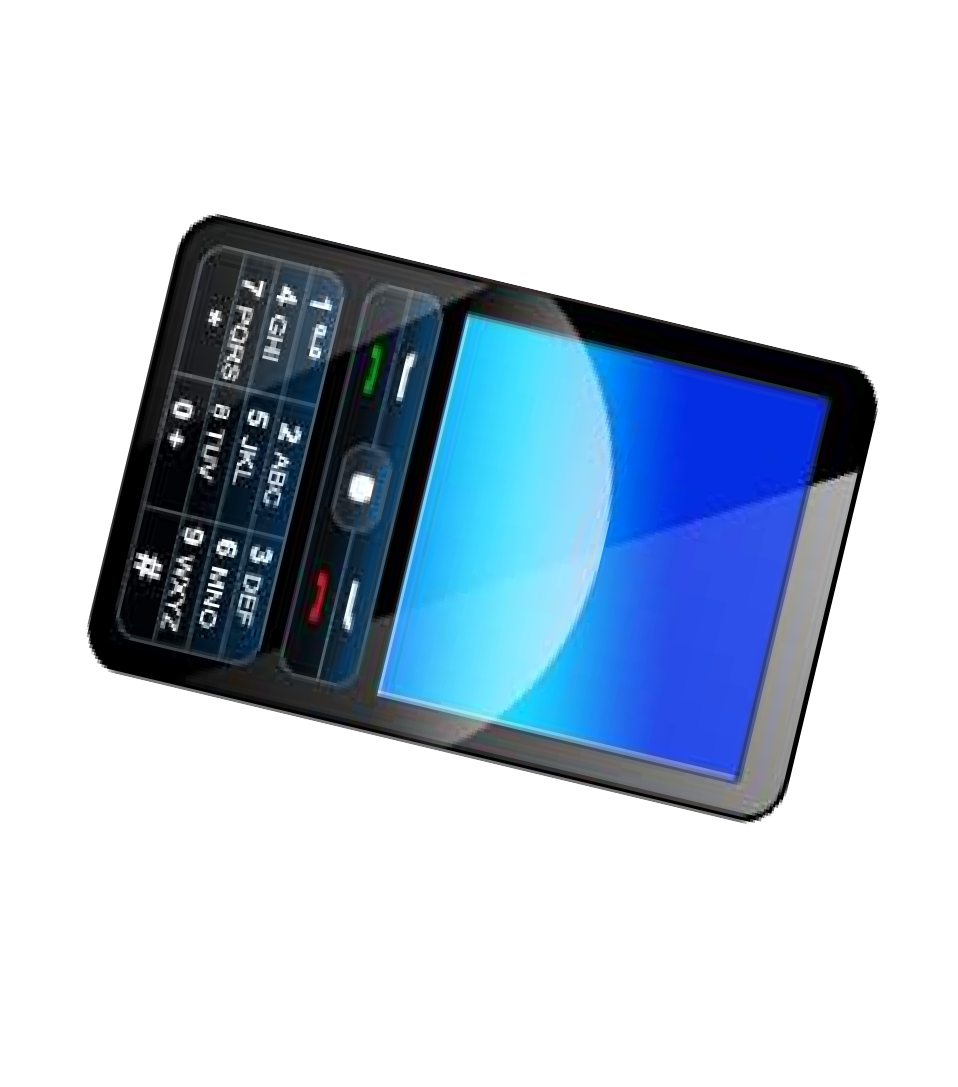 1 2 ABC 3 DEF
4 GHI 5 JKL 6 MNO
7 PQRS 8 TUV 9 WXYZ
* 0 + #